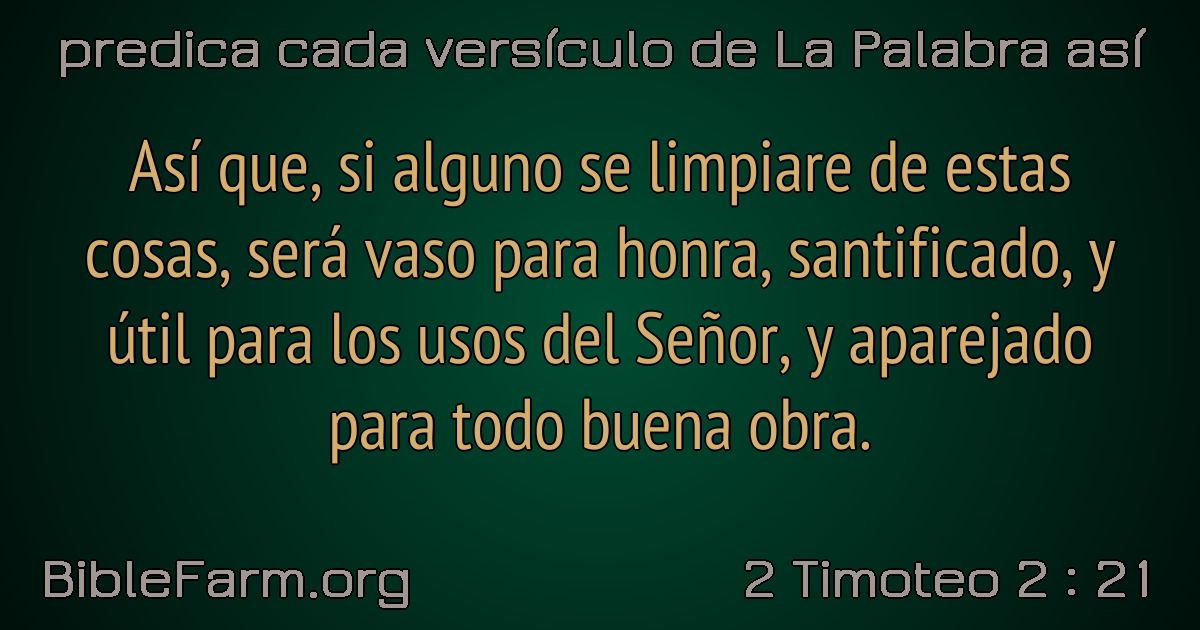 predica cada versículo de La Palabra así
Así que, si alguno se limpiare de estas
cosas, será vaso para honra, santificado, y
útil para los usos del Señor, y aparejado
para todo buena obra.
BibleFarm.org
2 Timoteo 2 : 21